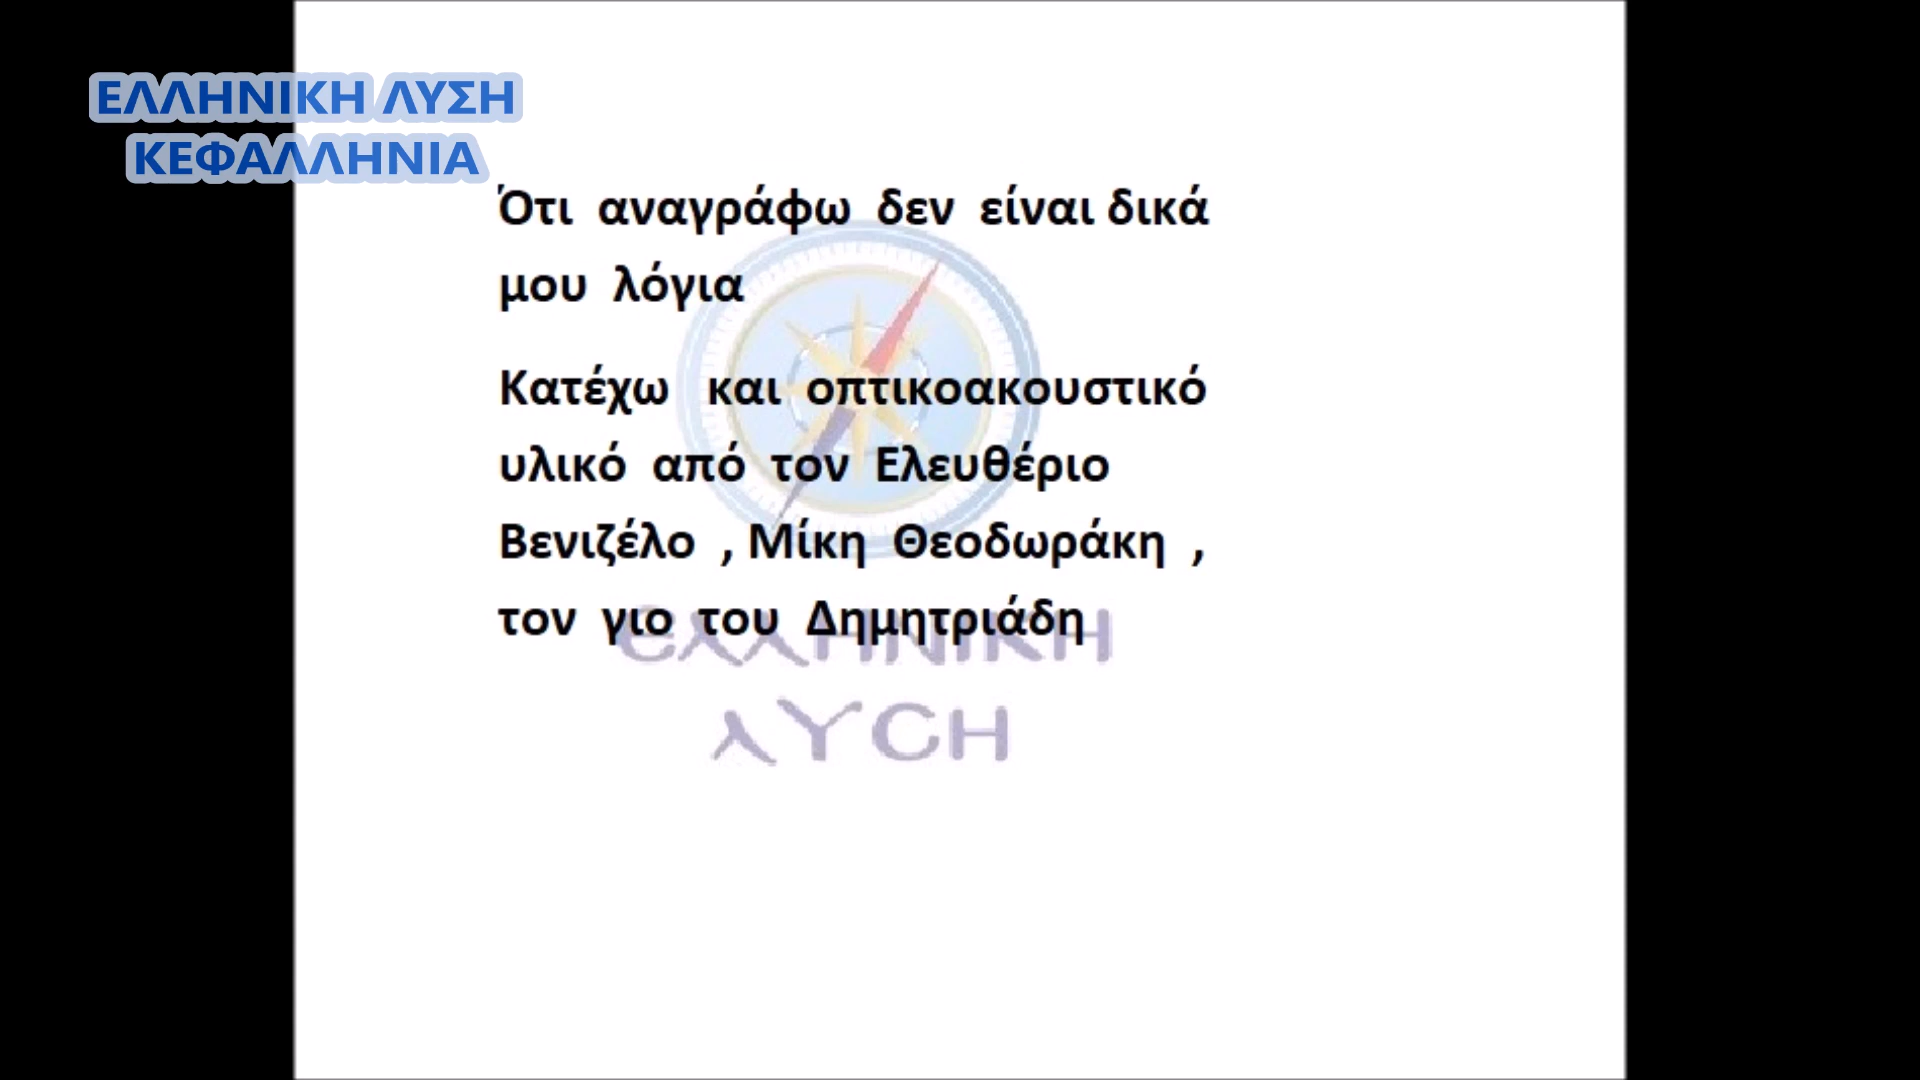 ΕΛΛΗΝΙΚΗ ΛΥΣΗ
ΚΕΦΑΛΛΗΝΙΑ
Ότι αναγράφω δεν είναι δικά
μου λόγια
Κατέχω και οπτικοακουστικό
υλικό από τον Ελευθέριο
Βενιζέλο , Μίκη Θεοδωράκη ,
τον γιο του Δημητριάδη
ελληΝΙΚΗ
λΥCΗ